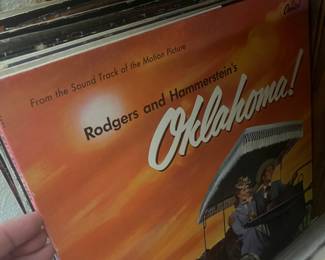 From the Sound Track of the Motion Picture
Rodgers and Hammerstein's
Oklahoma!